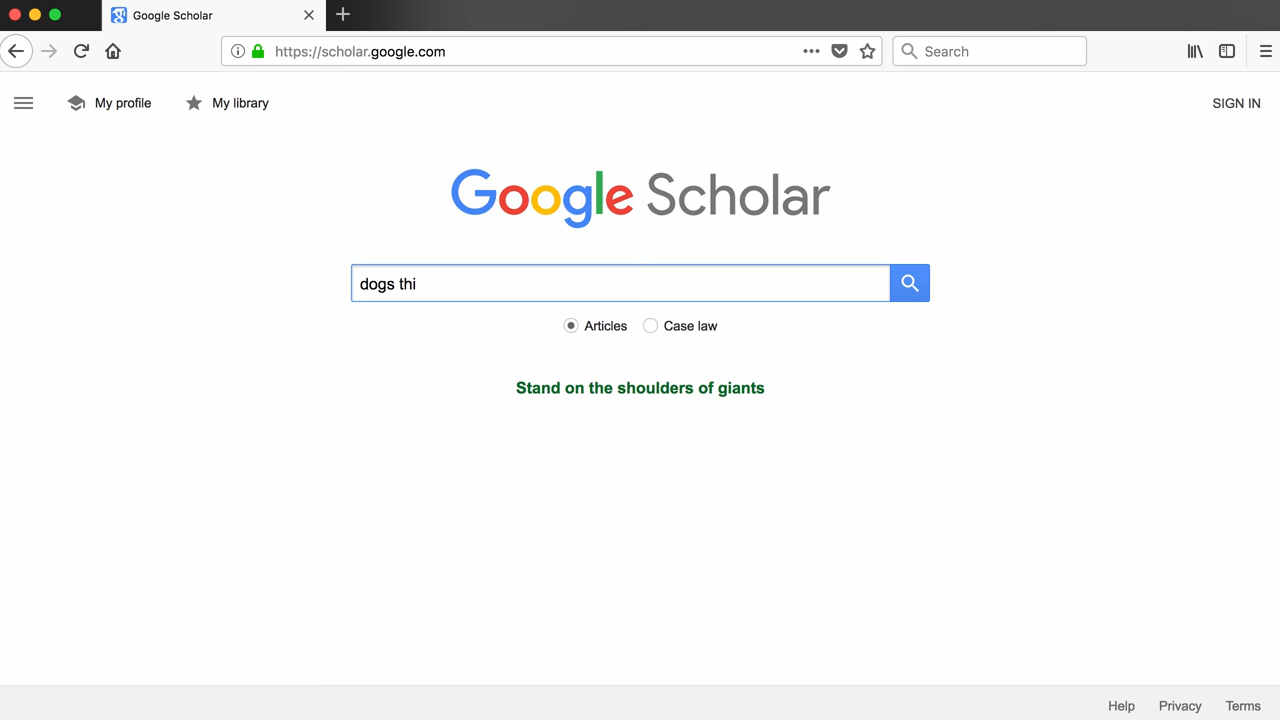 Google Scholar
https://scholar.google.com
Search
My profile
My library
SIGN IN
Google Scholar
dogs thi
Articles
Case law
Stand on the shoulders of giants
Help
Privacy
Terms